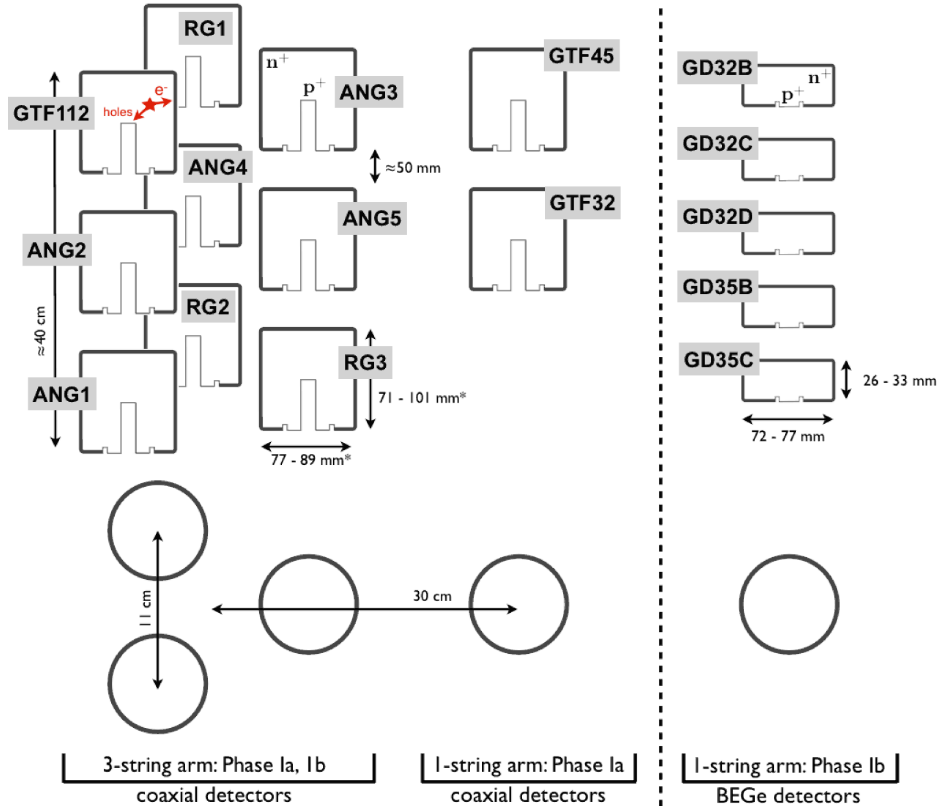 RG1
n⁺
GTF45
n⁺
GD32B
p⁺
e⁻
GTF112
holes
p⁺
ANG3
GD32C
ANG4
≈50 mm
GTF32
GD32D
ANG2
ANG5
RG2
GD35B
≈40 cm
RG3
GD35C
ANG1
71 - 101 mm*
26 - 33 mm
77 - 89 mm*
72 - 77 mm
11 cm
30 cm
3-string arm: Phase Ia, 1b
1-string arm: Phase Ia
1-string arm: Phase Ib
coaxial detectors
coaxial detectors
BEGe detectors